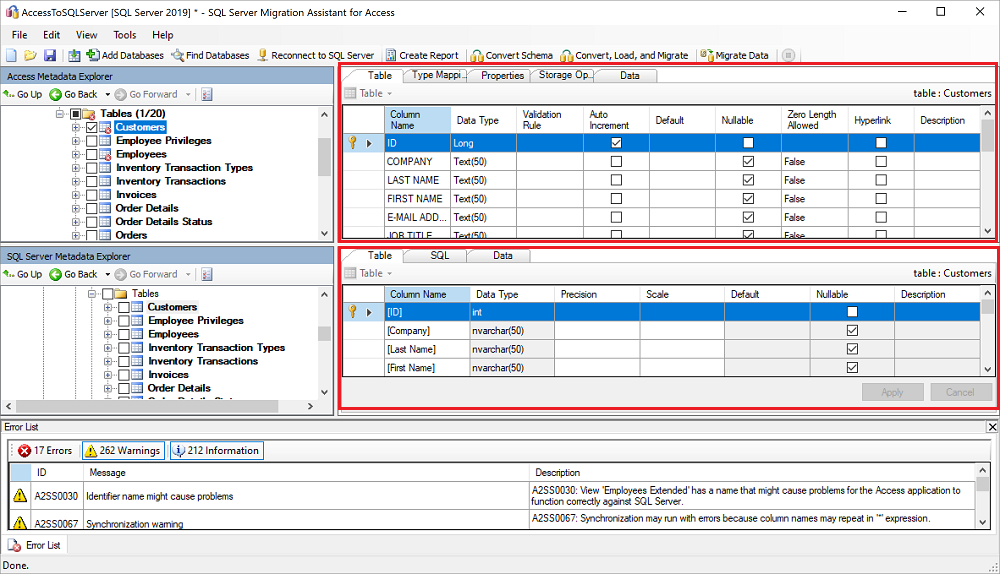 AccessToSQLServer [SQL Server 2019] * - SQL Server Migration Assistant for Access
File Edit View Tools Help
Add Databases Find Databases Reconnect to SQL Server Create Report Convert Schema Convert, Load, and Migrate Migrate Data
Access Metadata Explorer
Go Up Go Back Go Forward
Tables (1/20)
Customers
Employee Privileges
Employees
Inventory Transaction Types
Inventory Transactions
Invoices
Order Details
Order Details Status
Orders
Table Type Mappi... Properties Storage Op... Data
Table table : Customers
Column Name Data Type Validation Rule Auto Increment Default Nullable Zero Length Allowed Hyperlink Description
ID Long
COMPANY Text(50) False
LAST NAME Text(50) False
FIRST NAME Text(50) False
E-MAIL ADD... Text(50) False
JOB TITLE Text(50) False
SQL Server Metadata Explorer
Go Up Go Back Go Forward
Tables
Customers
Employee Privileges
Employees
Inventory Transaction Types
Inventory Transactions
Invoices
Order Details
Order Details Status
Table SQL Data
Table table : Customers
Column Name Data Type Precision Scale Default Nullable Description
[ID] int
[Company] nvarchar(50)
[Last Name] nvarchar(50)
[First Name] nvarchar(50)
Apply Cancel
Error List
17 Errors 262 Warnings 212 Information
ID Message Description
A2SS0030 Identifier name might cause problems A2SS0030: View 'Employees Extended' has a name that might cause problems for the Access application to
function correctly against SQL Server.
A2SS0067 Synchronization warning A2SS0067: Synchronization may run with errors because column names may repeat in '*' expression.
Error List
Done.